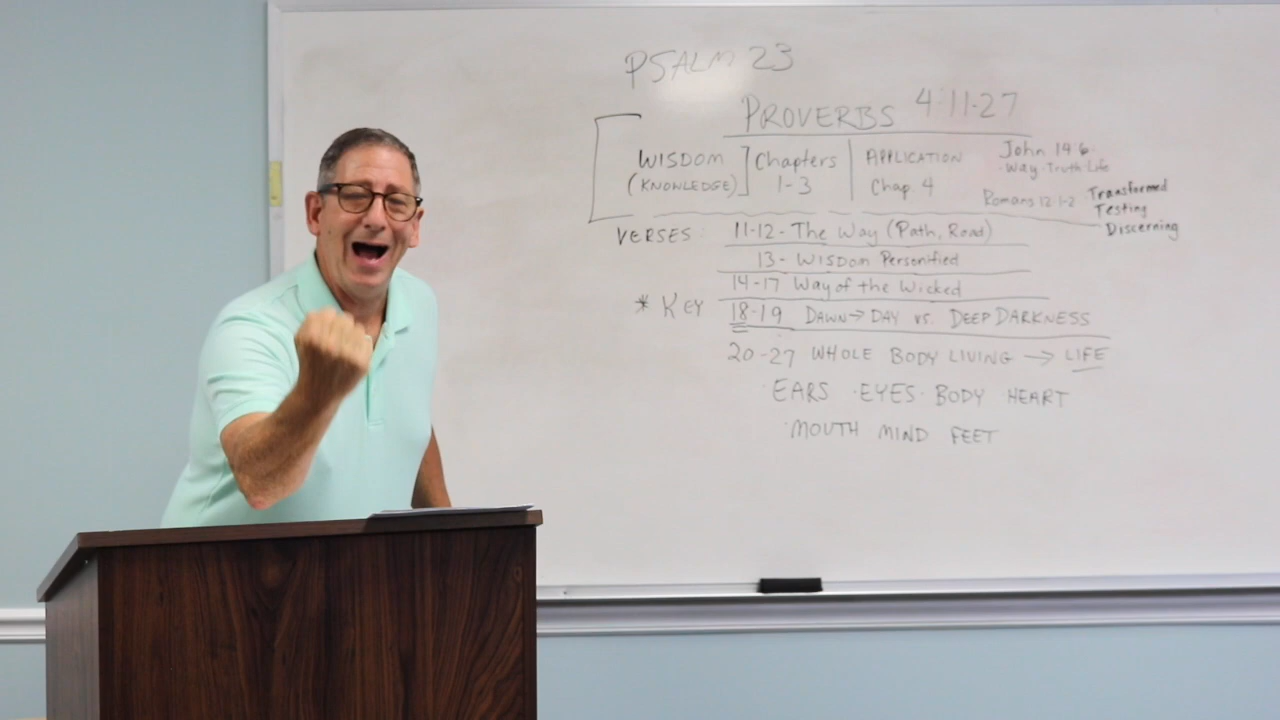 PSALM 23
PROVERBS 4:11-27
WISDOM
(KNOWLEDGE)
Chapters
1-3
APPLICATION
Chap 4
John 14:6
·Way·Truth·Life
Romans 12:1-2
Transformed
Testing
Discerning
VERSES: 11-12 - The Way (Path, Road)
13 - WISDOM Personified
14-17 Way of the Wicked
* KEY 18-19 DAWN→DAY vs. DEEP DARKNESS
20-27 WHOLE BODY LIVING → LIFE
·EARS ·EYES· BODY ·HEART
·MOUTH MIND FEET